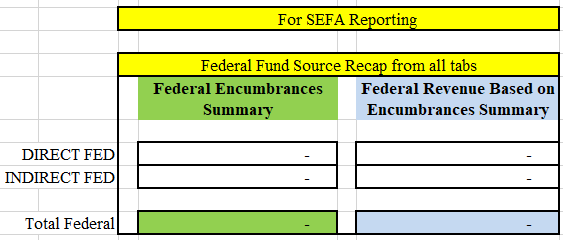 For SEFA Reporting
Federal Fund Source Recap from all tabs
Federal Encumbrances Summary
Federal Revenue Based on Encumbrances Summary
DIRECT FED - -
INDIRECT FED - -
Total Federal - -